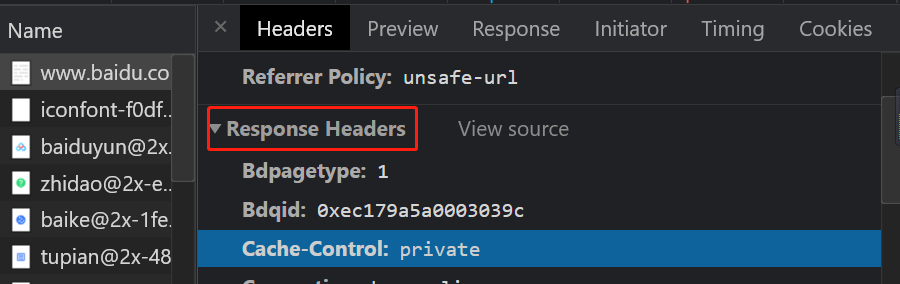 Name
www.baidu.co
iconfont-f0df...
baiduyun@2x-...
zhidao@2x-e...
baike@2x-1fe...
tupian@2x-48
× Headers Preview Response Initiator Timing Cookies
Referrer Policy: unsafe-url
▼ Response Headers View source
Bdpagetype: 1
Bdqid: 0xec179a5a0003039c
Cache-Control: private